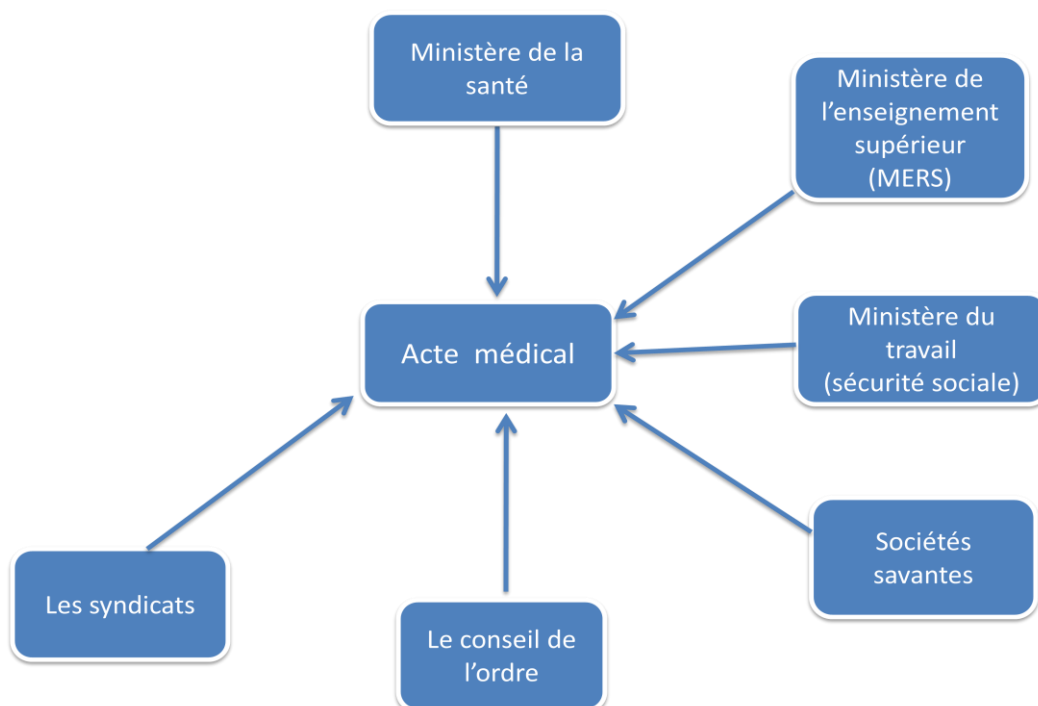 Ministère de la
santé
Ministère de
l’enseignement
supérieur
(MERS)
Acte médical
Ministère du
travail
(sécurité sociale)
Sociétés
savantes
Les syndicats
Le conseil de
l’ordre